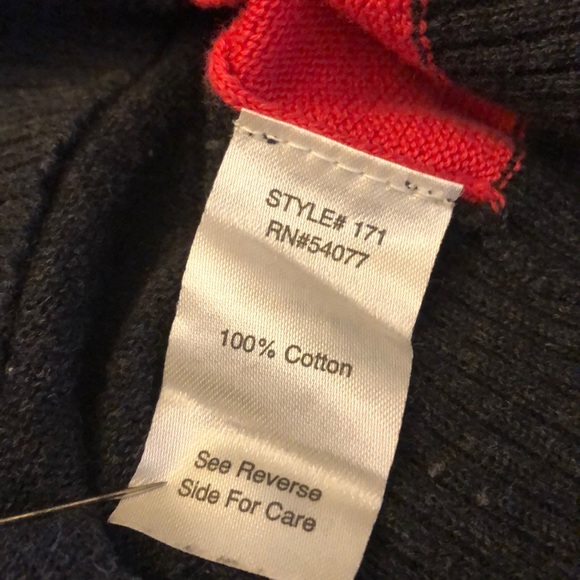 STYLE# 171
RN#54077
100% Cotton
See Reverse
Side For Care